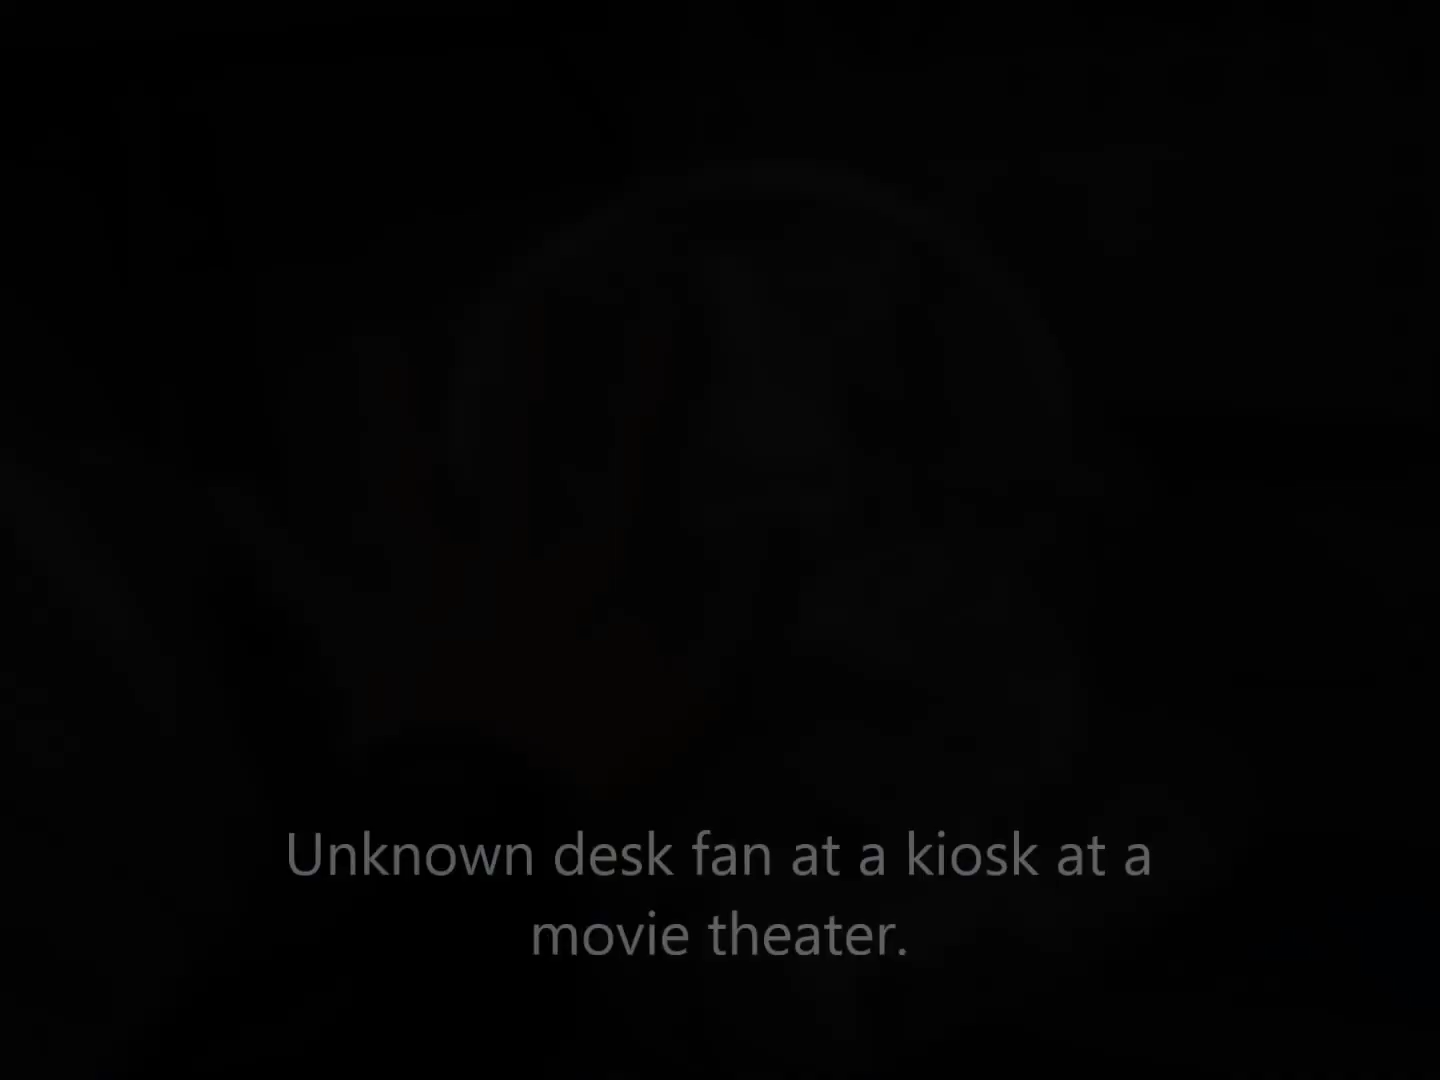 Unknown desk fan at a kiosk at a
movie theater.